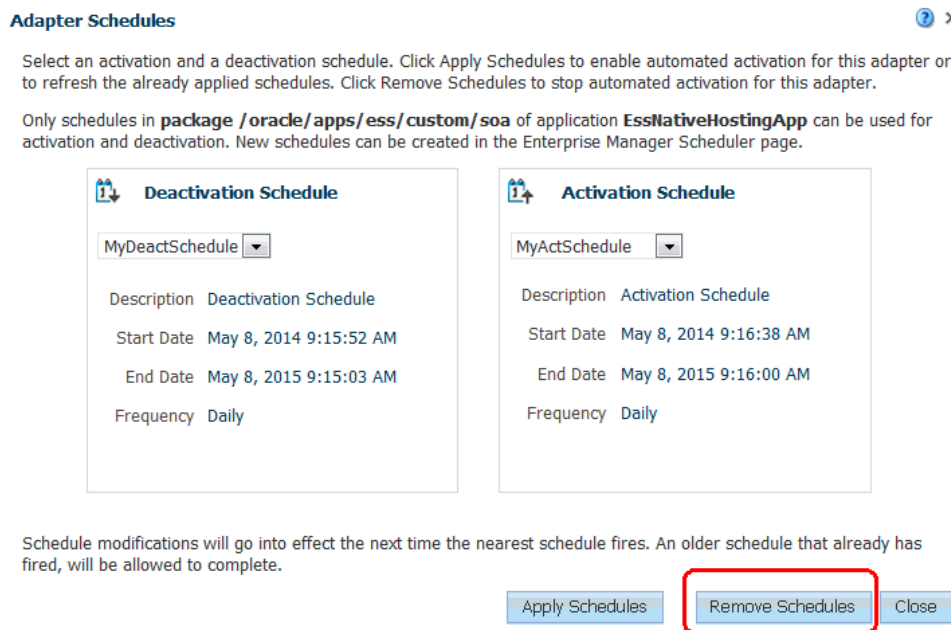 Adapter Schedules
Select an activation and a deactivation schedule. Click Apply Schedules to enable automated activation for this adapter or
to refresh the already applied schedules. Click Remove Schedules to stop automated activation for this adapter.
Only schedules in package /oracle/apps/ess/custom/soa of application EssNativeHostingApp can be used for
activation and deactivation. New schedules can be created in the Enterprise Manager Scheduler page.
Deactivation Schedule
MyDeactSchedule
Description Deactivation Schedule
Start Date May 8, 2014 9:15:52 AM
End Date May 8, 2015 9:15:03 AM
Frequency Daily
Activation Schedule
MyActSchedule
Description Activation Schedule
Start Date May 8, 2014 9:16:38 AM
End Date May 8, 2015 9:16:00 AM
Frequency Daily
Schedule modifications will go into effect the next time the nearest schedule fires. An older schedule that already has
fired, will be allowed to complete.
Apply Schedules Remove Schedules Close